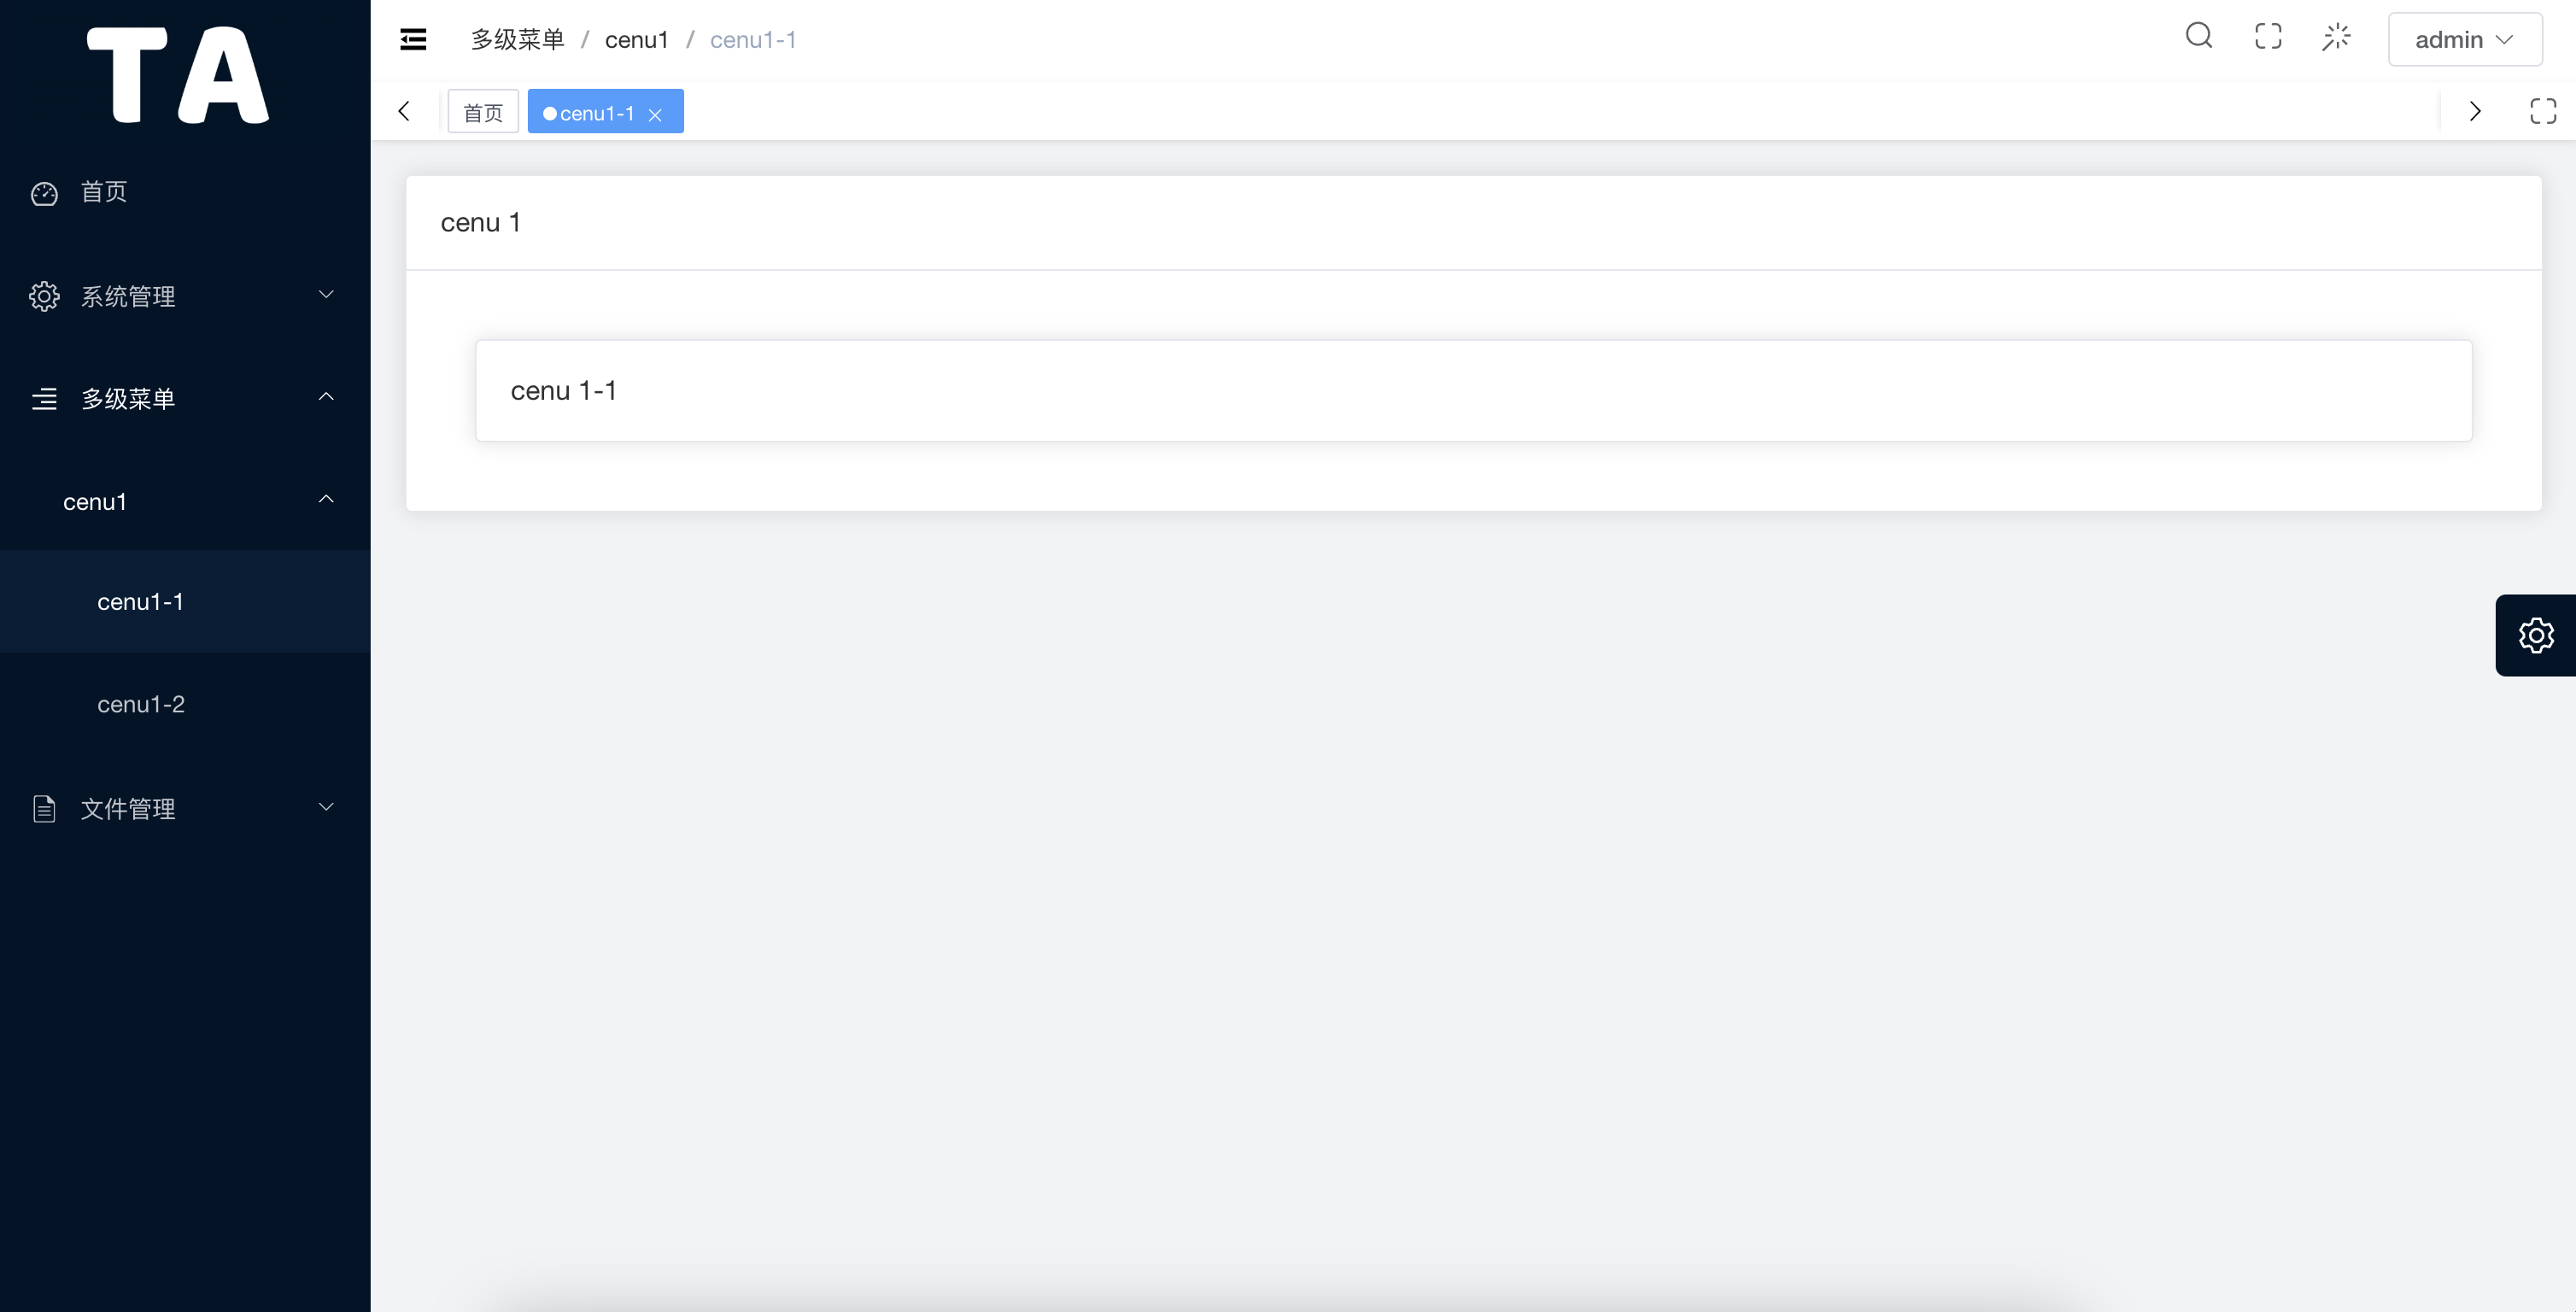 TA
首页
系统管理
多级菜单
cenu1
cenu1-1
cenu1-2
文件管理
多级菜单 / cenu1 / cenu1-1
admin
首页
cenu1-1
cenu 1
cenu 1-1